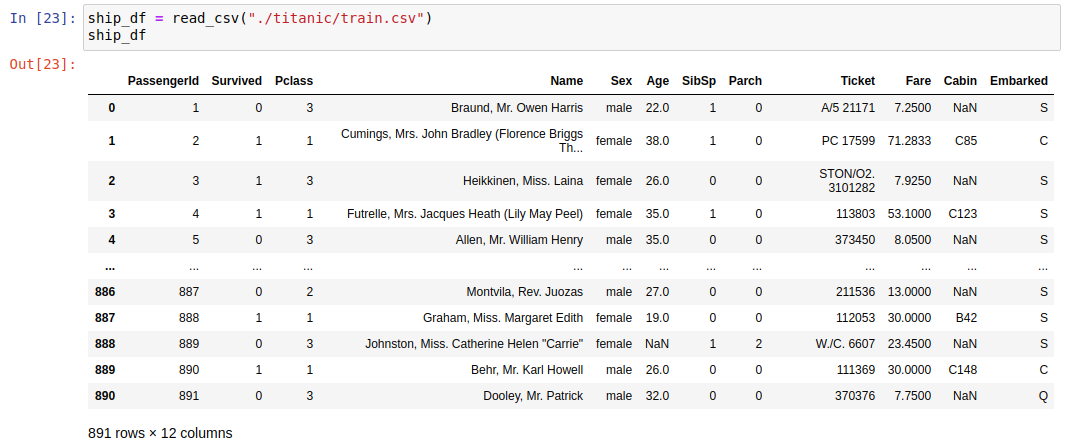 In [23]: ship_df = read_csv("./titanic/train.csv")
ship_df
Out[23]:
PassengerId Survived Pclass Name Sex Age SibSp Parch Ticket Fare Cabin Embarked
0 1 0 3 Braund, Mr. Owen Harris male 22.0 1 0 A/5 21171 7.2500 NaN S
1 2 1 1 Cumings, Mrs. John Bradley (Florence Briggs Th... female 38.0 1 0 PC 17599 71.2833 C85 C
2 3 1 3 Heikkinen, Miss. Laina female 26.0 0 0 STON/O2. 3101282 7.9250 NaN S
3 4 1 1 Futrelle, Mrs. Jacques Heath (Lily May Peel) female 35.0 1 0 113803 53.1000 C123 S
4 5 0 3 Allen, Mr. William Henry male 35.0 0 0 373450 8.0500 NaN S
... ... ... ... ... ... ... ... ... ... ... ... ...
886 887 0 2 Montvila, Rev. Juozas male 27.0 0 0 211536 13.0000 NaN S
887 888 1 1 Graham, Miss. Margaret Edith female 19.0 0 0 112053 30.0000 B42 S
888 889 0 3 Johnston, Miss. Catherine Helen "Carrie" female NaN 1 2 W./C. 6607 23.4500 NaN S
889 890 1 1 Behr, Mr. Karl Howell male 26.0 0 0 111369 30.0000 C148 C
890 891 0 3 Dooley, Mr. Patrick male 32.0 0 0 370376 7.7500 NaN Q
891 rows × 12 columns